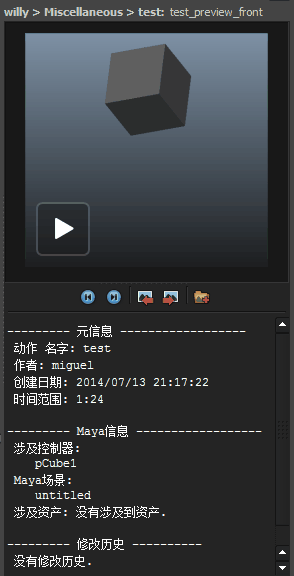 willy > Miscellaneous > test: test_preview_front
--------- 元信息 ------------------
动作 名字: test
作者: miguel
创建日期: 2014/07/13 21:17:22
时间范围: 1:24
--------- Maya信息 ------------------
涉及控制器:
pCube1
Maya场景:
untitled
涉及资产: 没有涉及到资产.
--------- 修改历史 ----------
没有修改历史.